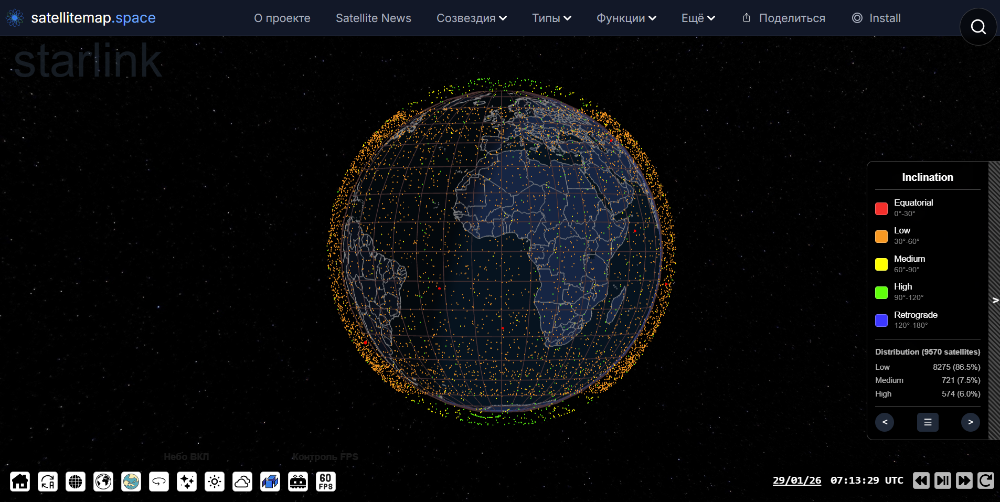 satellitemap.space
О проекте
Satellite News
Созвездия
Типы
Функции
Ещё
Поделиться
Install
starlink
Inclination
Equatorial
0°-30°
Low
30°-60°
Medium
60°-90°
High
90°-120°
Retrograde
120°-180°
Distribution (9570 satellites)
Low 8275 (86.5%)
Medium 721 (7.5%)
High 574 (6.0%)
< ☰ >
>
Небо ВКЛ
Контроль FPS
A
60
FPS
29/01/26 07:13:29 UTC